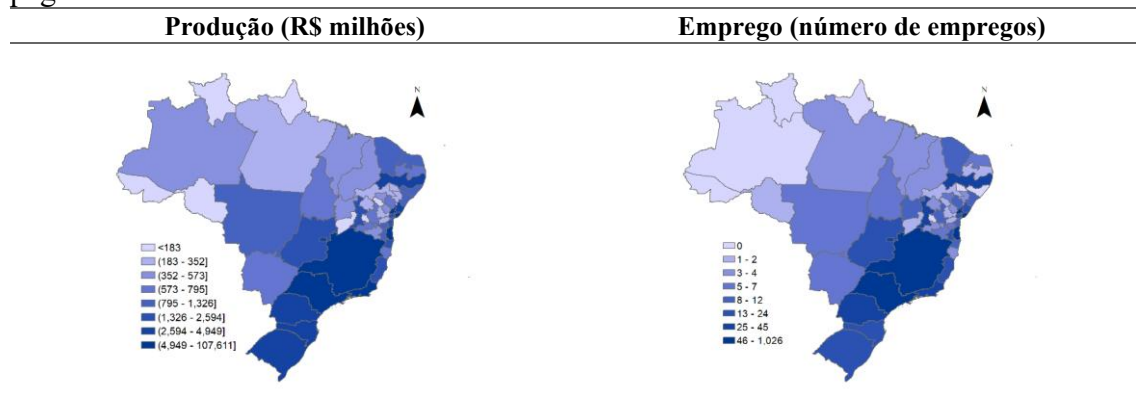 Produção (R$ milhões)
Emprego (número de empregos)
N
<183
(183 - 352]
(352 - 573]
(573 - 795]
(795 - 1,326]
(1,326 - 2,594]
(2,594 - 4,949]
(4,949 - 107,611]
N
0
1 - 2
3 - 4
5 - 7
8 - 12
13 - 24
25 - 45
46 - 1,026